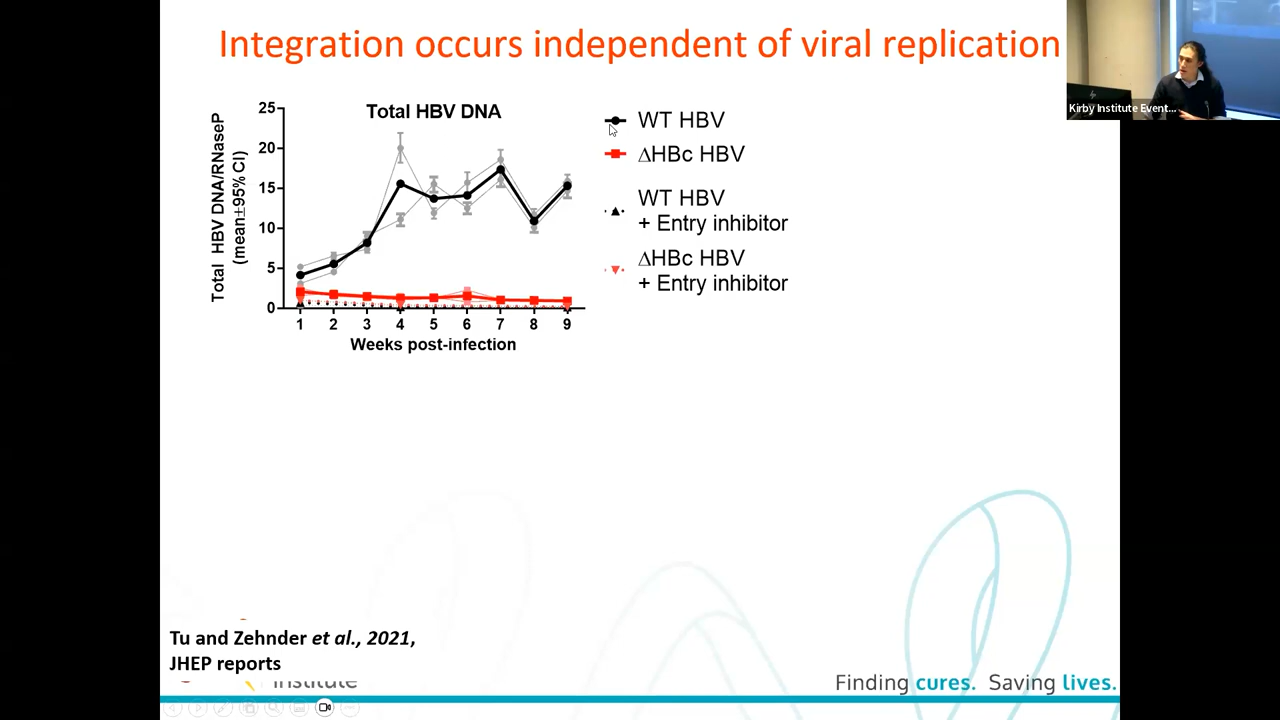 Integration occurs independent of viral replication
Kirby Institute Event...
Total HBV DNA
Total HBV DNA/RNaseP
(mean±95% CI)
25
20
15
10
5
0
1 2 3 4 5 6 7 8 9
Weeks post-infection
WT HBV
ΔHBc HBV
WT HBV
+ Entry inhibitor
ΔHBc HBV
+ Entry inhibitor
Tu and Zehnder et al., 2021,
JHEP reports
Institute
Finding cures. Saving lives.